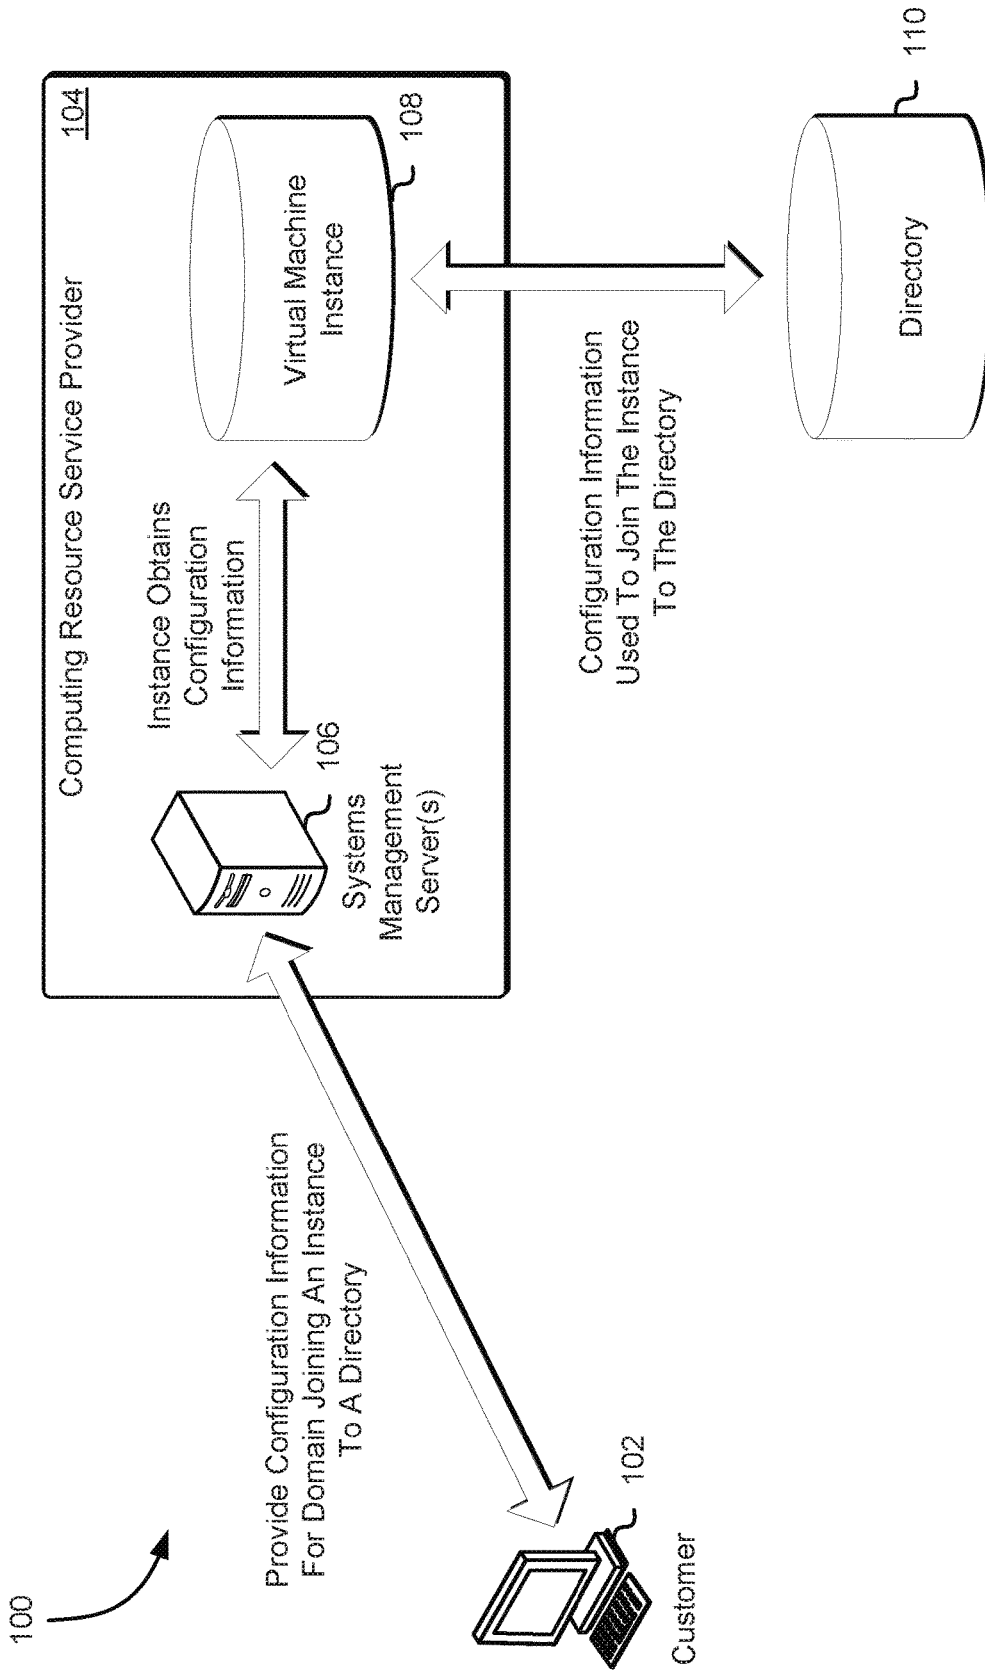 100
Computing Resource Service Provider
104
Instance Obtains
Configuration
Information
106
Systems
Management
Server(s)
Virtual Machine
Instance
108
Provide Configuration Information
For Domain Joining An Instance
To A Directory
Configuration Information
Used To Join The Instance
To The Directory
102
Customer
Directory
110